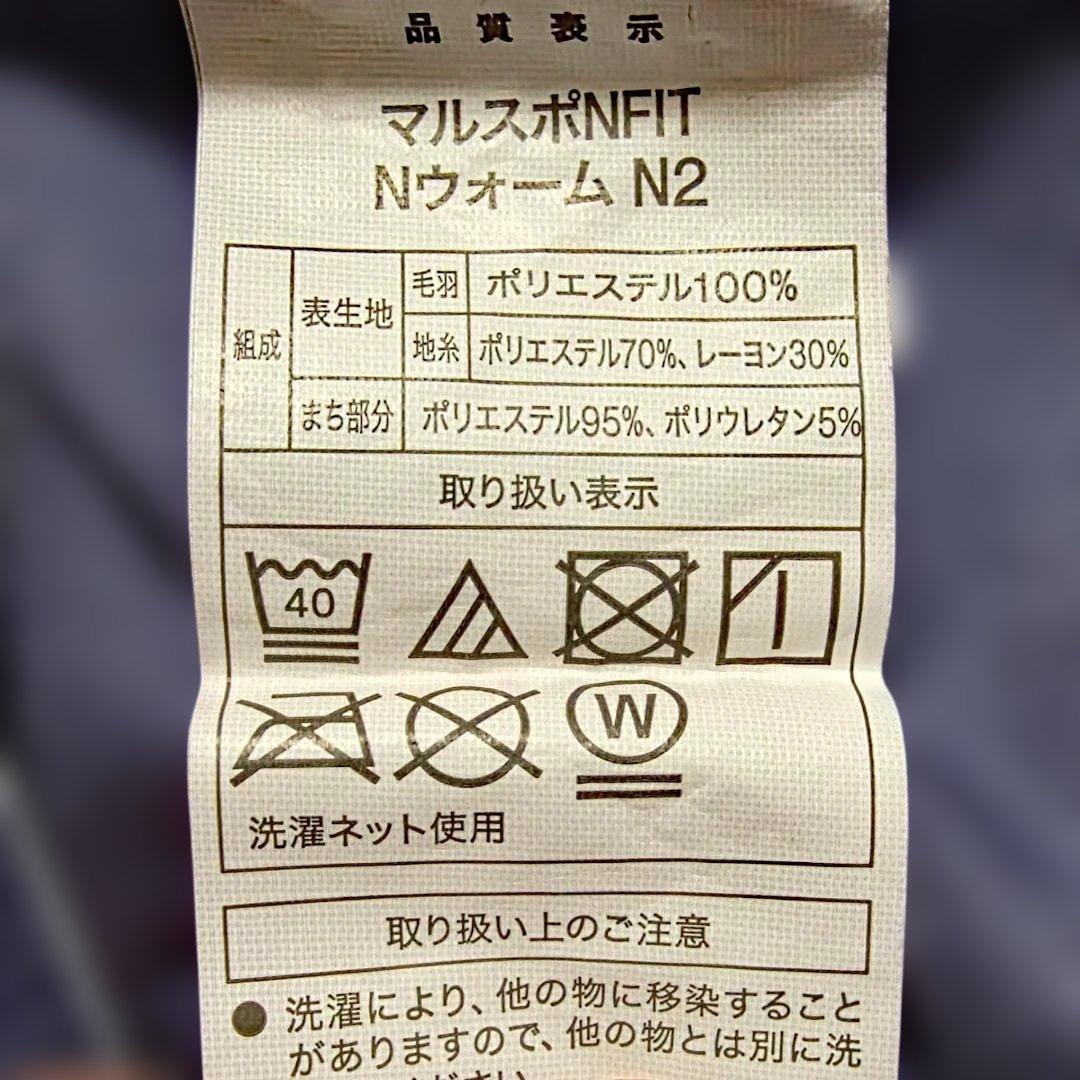 品質表示
マルスポNFIT
Nウォーム N2
組成 表生地 毛羽 ポリエステル100%
地糸 ポリエステル70%、レーヨン30%
まち部分 ポリエステル95%、ポリウレタン5%
取り扱い表示
40
W
洗濯ネット使用
取り扱い上のご注意
● 洗濯により、他の物に移染すること
がありますので、他の物とは別に洗
ください